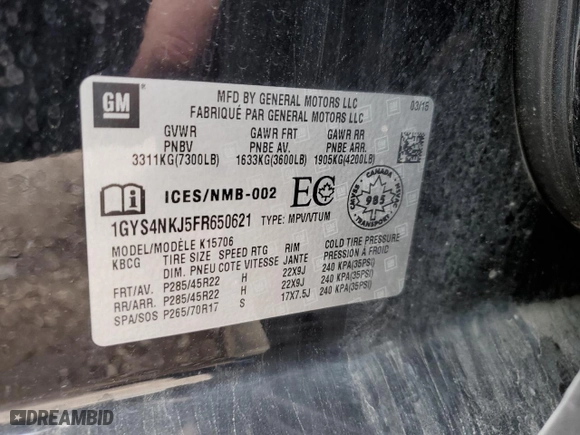 GM
MFD BY GENERAL MOTORS LLC
FABRIQUÉ PAR GENERAL MOTORS LLC
03/15
GVWR GAWR FRT GAWR RR
PNBV PNBE AV. PNBE ARR.
3311KG(7300LB) 1633KG(3600LB) 1905KG(4200LB)
ICES/NMB-002 EC
CANADA
CMVSS 985 NSVAC
TRANSPORT
1GYS4NKJ5FR650621 TYPE: MPV/VTUM
MODEL/MODÈLE K15706
KBCG TIRE SIZE SPEED RTG RIM COLD TIRE PRESSURE
DIM. PNEU COTE VITESSE JANTE PRESSION À FROID
FRT/AV. P285/45R22 H 22X9J 240 KPA(35PSI)
RR/ARR. P285/45R22 H 22X9J 240 KPA(35PSI)
SPA/SOS P265/70R17 S 17X7.5J 240 KPA(35PSI)
DREAMBID